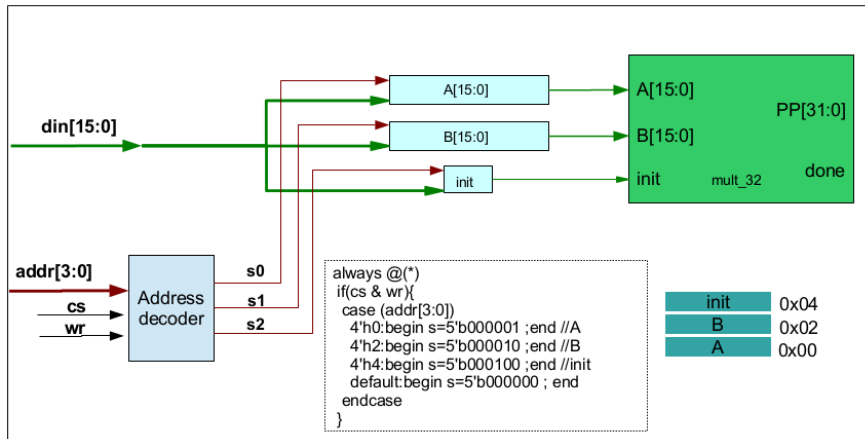 din[15:0]
A[15:0]
B[15:0]
init
A[15:0]
B[15:0]
init
PP[31:0]
done
mult_32
addr[3:0]
cs
wr
Address
decoder
s0
s1
s2
always @(*)
if(cs & wr){
case (addr[3:0])
4'h0:begin s=5'b000001 ;end //A
4'h2:begin s=5'b000010 ;end //B
4'h4:begin s=5'b000100 ;end //init
default:begin s=5'b000000 ; end
endcase
}
init 0x04
B 0x02
A 0x00